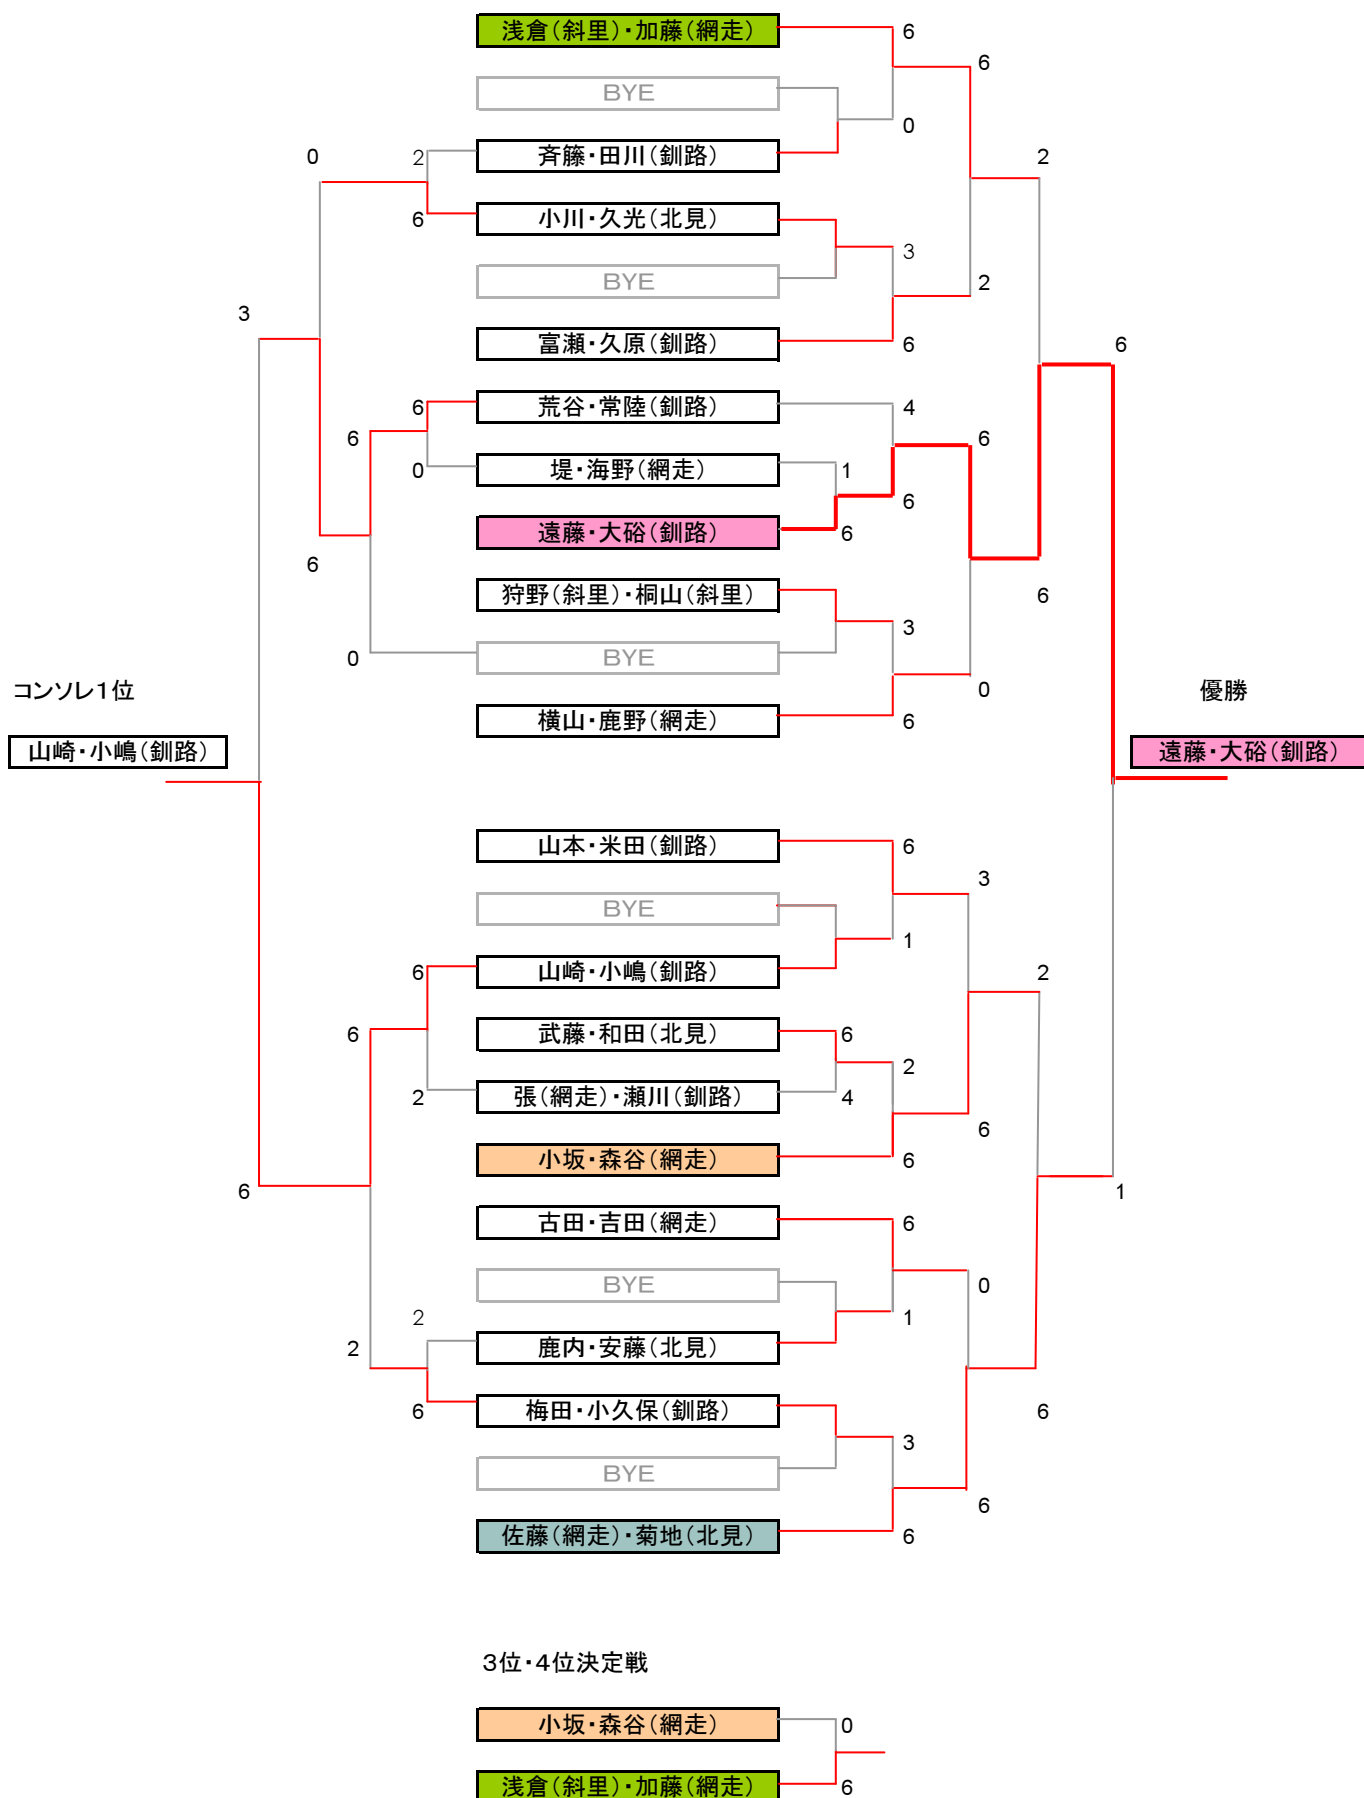 浅倉(斜里)・加藤(網走)
6
6
BYE
0
0
2
斉藤・田川(釧路)
2
6
小川・久光(北見)
3
BYE
2
3
富瀬・久原(釧路)
6
6
6
荒谷・常陸(釧路)
4
6
6
0
堤・海野(網走)
1
6
遠藤・大硲(釧路)
6
6
狩野(斜里)・桐山(斜里)
6
3
0
BYE
0
コンソレ1位
優勝
横山・鹿野(網走)
6
山崎・小嶋(釧路)
遠藤・大硲(釧路)
山本・米田(釧路)
6
3
BYE
1
6
山崎・小嶋(釧路)
2
6
武藤・和田(北見)
6
2
2
張(網走)・瀬川(釧路)
4
6
小坂・森谷(網走)
6
6
1
古田・吉田(網走)
6
BYE
0
2
1
2
鹿内・安藤(北見)
6
梅田・小久保(釧路)
6
3
BYE
6
佐藤(網走)・菊地(北見)
6
3位・4位決定戦
小坂・森谷(網走)
0
浅倉(斜里)・加藤(網走)
6